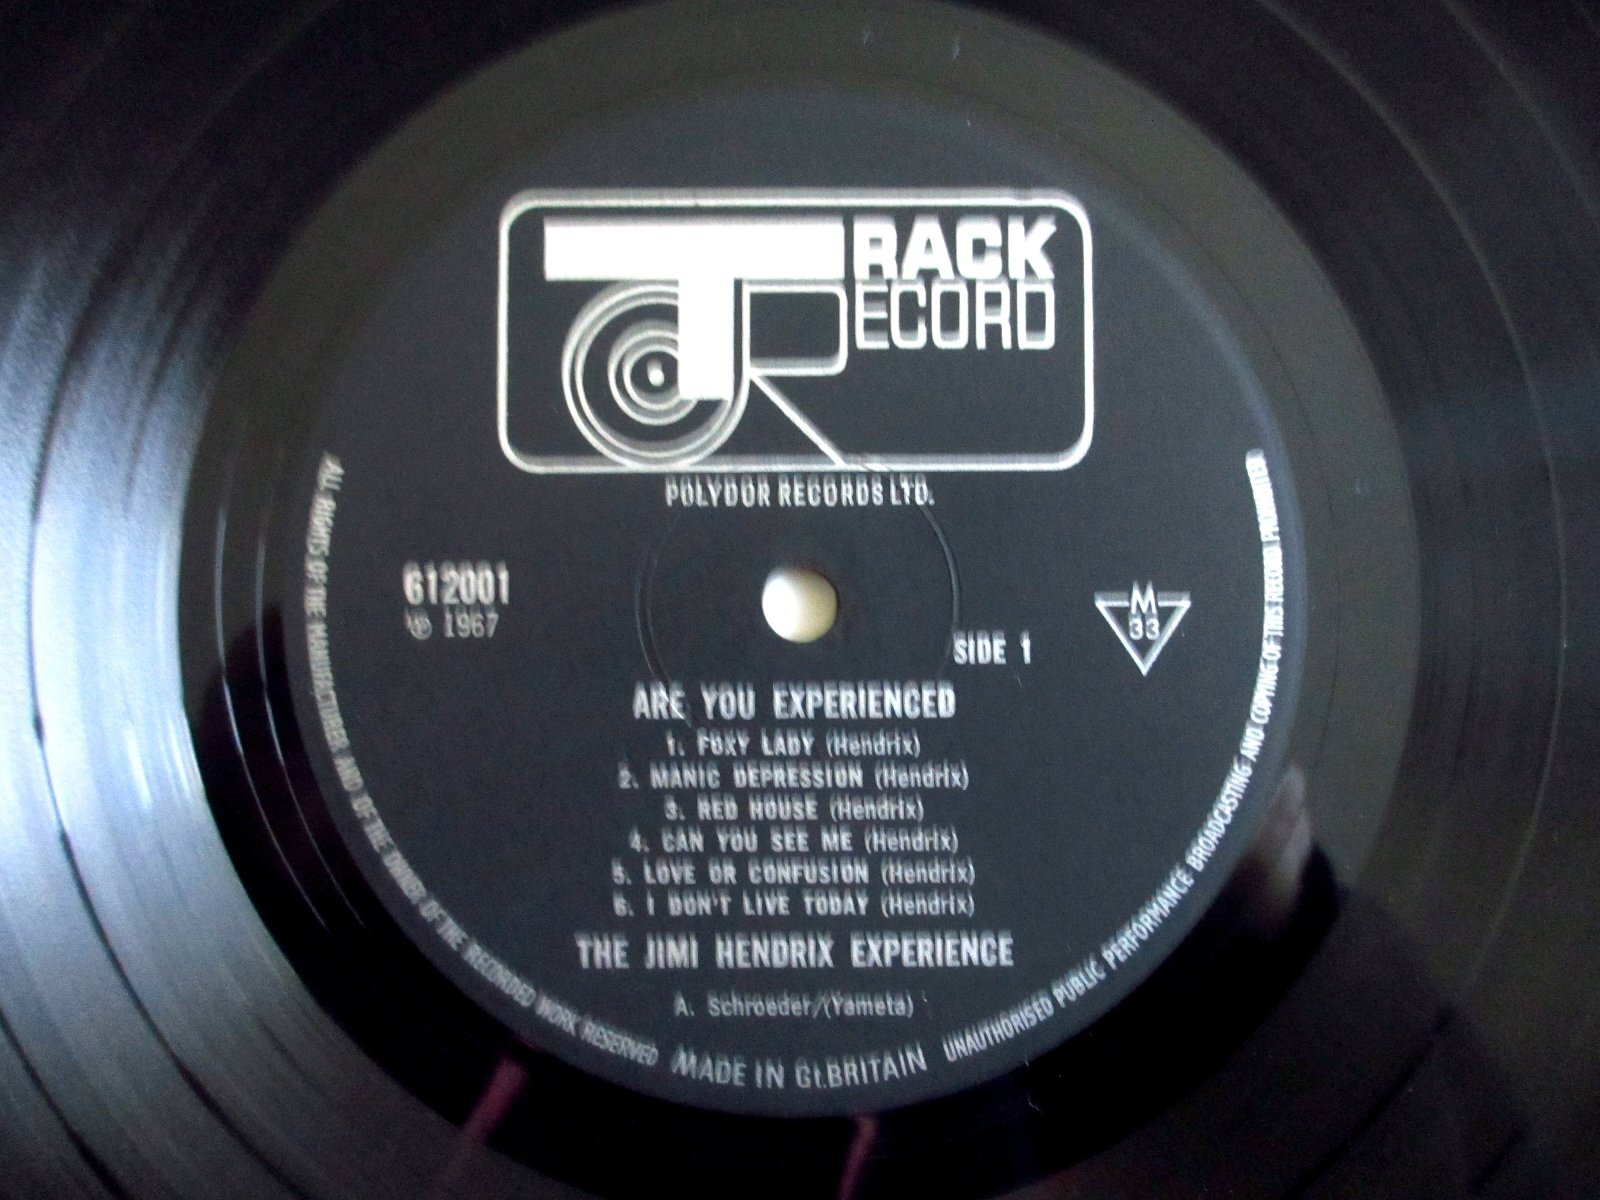 TRACK
RECORD
POLYDOR RECORDS LTD.
612001
℗ 1967
SIDE 1
M
33
ARE YOU EXPERIENCED
1. FOXY LADY (Hendrix)
2. MANIC DEPRESSION (Hendrix)
3. RED HOUSE (Hendrix)
4. CAN YOU SEE ME (Hendrix)
5. LOVE OR CONFUSION (Hendrix)
6. I DON'T LIVE TODAY (Hendrix)
THE JIMI HENDRIX EXPERIENCE
A. Schroeder/(Yameta)
ALL RIGHTS OF THE MANUFACTURER AND OF THE OWNER OF THE RECORDED WORK RESERVED
MADE IN Gt.BRITAIN
UNAUTHORISED PUBLIC PERFORMANCE BROADCASTING AND COPYING OF THIS RECORD PROHIBITED